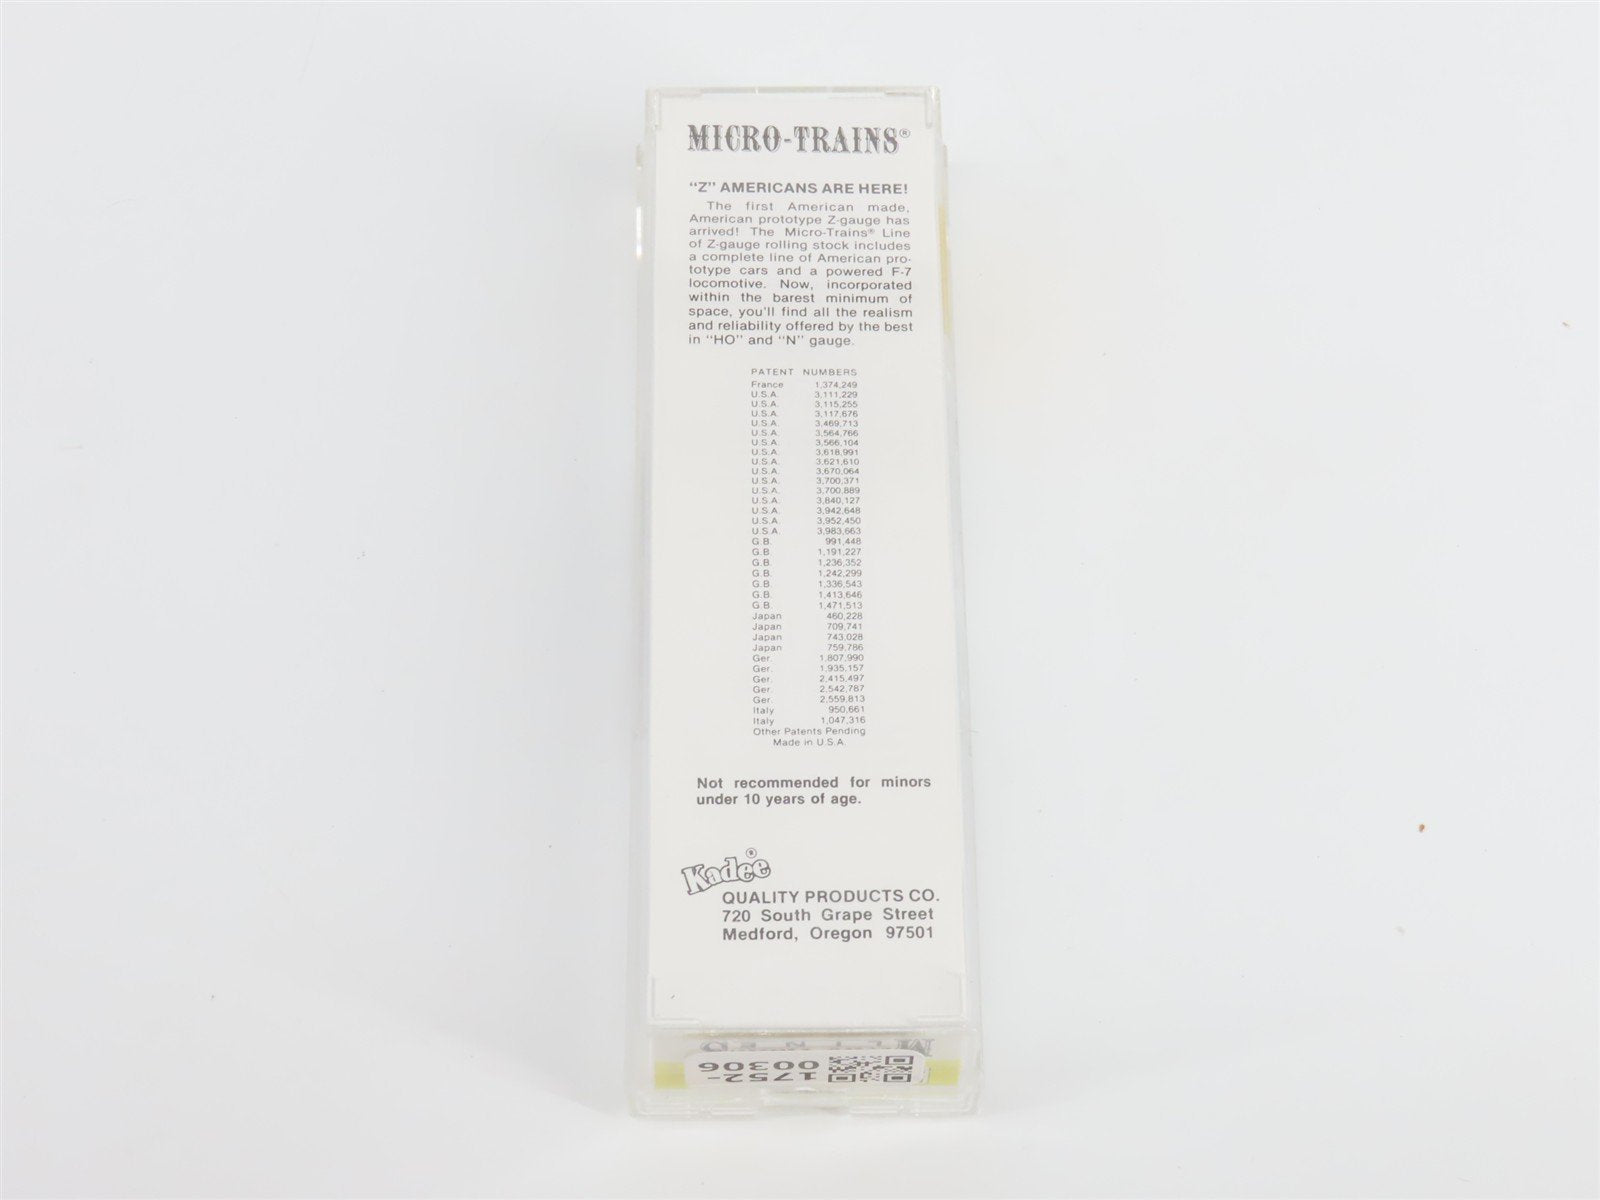 MICRO-TRAINS®
"Z" AMERICANS ARE HERE!
The first American made,
American prototype Z-gauge has
arrived! The Micro-Trains® Line
of Z-gauge rolling stock includes
a complete line of American pro-
totype cars and a powered F-7
locomotive. Now, incorporated
within the barest minimum of
space, you'll find all the realism
and reliability offered by the best
in "HO" and "N" gauge.
PATENT NUMBERS
France 1,374,249
U.S.A. 3,111,229
U.S.A. 3,115,255
U.S.A. 3,117,676
U.S.A. 3,469,713
U.S.A. 3,564,766
U.S.A. 3,566,104
U.S.A. 3,618,991
U.S.A. 3,621,610
U.S.A. 3,670,064
U.S.A. 3,700,371
U.S.A. 3,700,889
U.S.A. 3,840,127
U.S.A. 3,942,648
U.S.A. 3,952,450
U.S.A. 3,983,663
G.B. 991,448
G.B. 1,191,227
G.B. 1,236,352
G.B. 1,242,299
G.B. 1,336,543
G.B. 1,413,646
G.B. 1,471,513
Japan 460,228
Japan 709,741
Japan 743,028
Japan 759,786
Ger. 1,807,990
Ger. 1,935,157
Ger. 2,415,497
Ger. 2,542,787
Ger. 2,559,813
Italy 950,661
Italy 1,047,316
Other Patents Pending
Made in U.S.A.
Not recommended for minors
under 10 years of age.
Kadee®
QUALITY PRODUCTS CO.
720 South Grape Street
Medford, Oregon 97501
1752-
00306